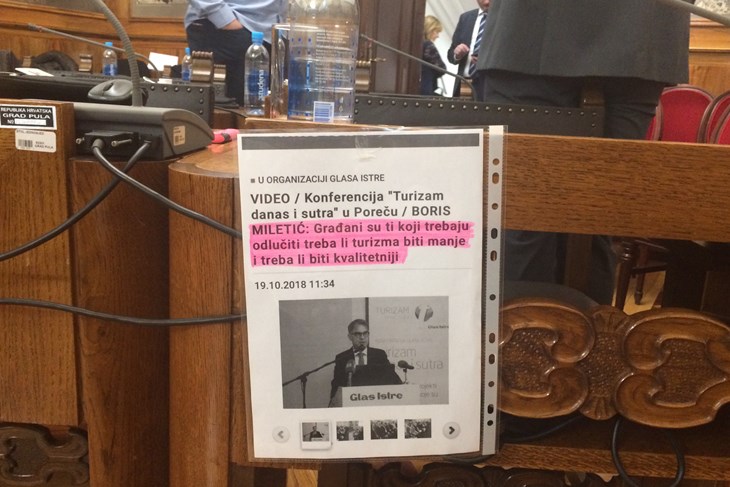 REPUBLIKA HRVATSKA
GRAD PULA
studena
■ U ORGANIZACIJI GLASA ISTRE
VIDEO / Konferencija "Turizam
danas i sutra" u Poreču / BORIS
MILETIĆ: Građani su ti koji trebaju
odlučiti treba li turizma biti manje
i treba li biti kvalitetniji
19.10.2018 11:34
TURIZAM
i sutra
Glas Istre